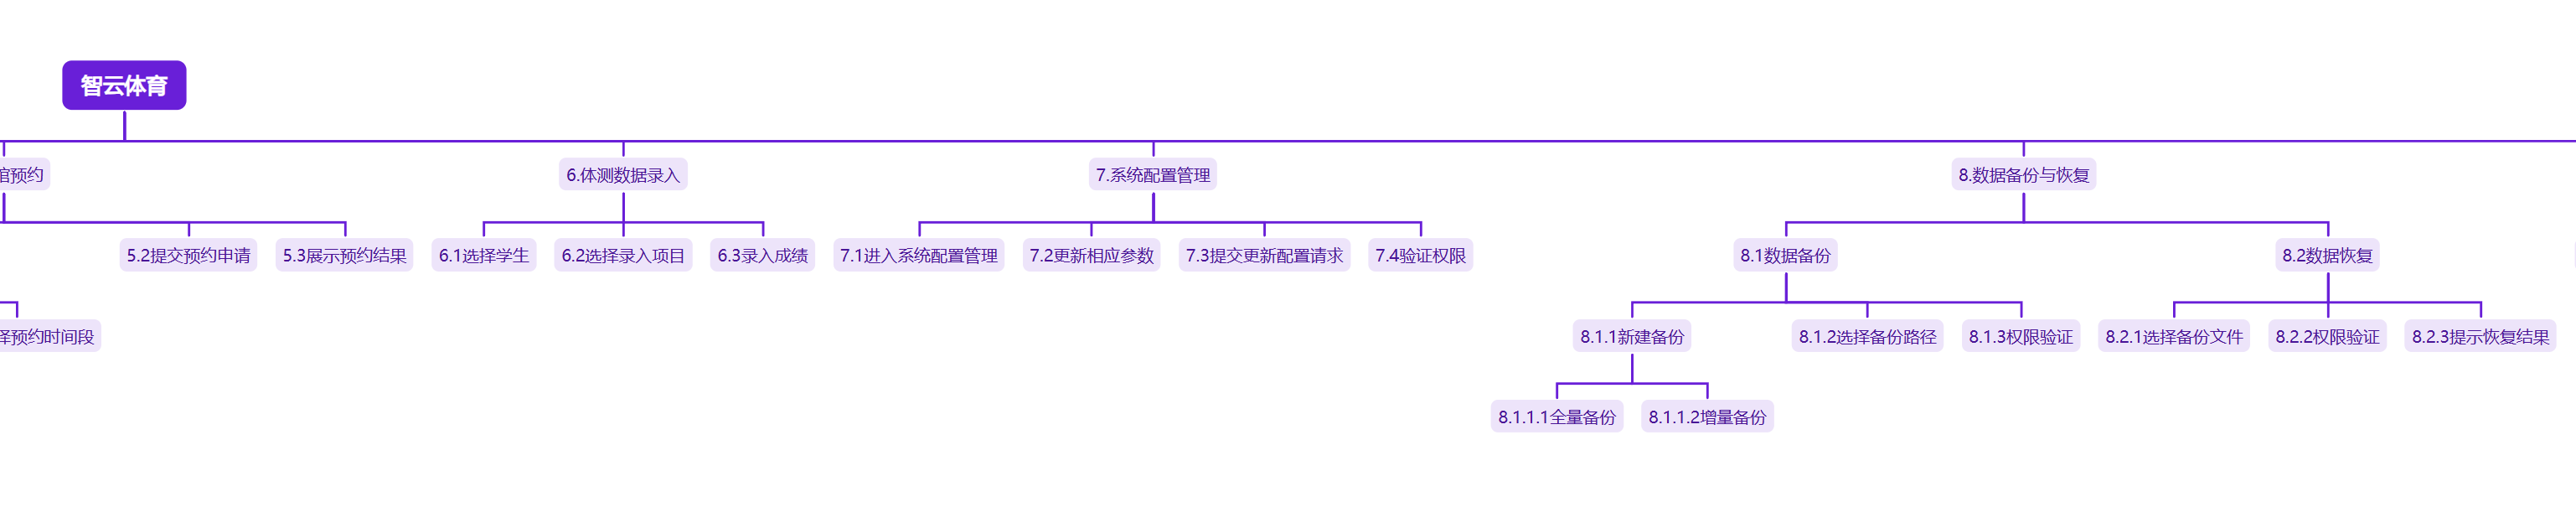 智云体育
馆预约
6.体测数据录入
7.系统配置管理
8.数据备份与恢复
5.2提交预约申请
5.3展示预约结果
6.1选择学生
6.2选择录入项目
6.3录入成绩
7.1进入系统配置管理
7.2更新相应参数
7.3提交更新配置请求
7.4验证权限
8.1数据备份
8.2数据恢复
择预约时间段
8.1.1新建备份
8.1.2选择备份路径
8.1.3权限验证
8.2.1选择备份文件
8.2.2权限验证
8.2.3提示恢复结果
8.1.1.1全量备份
8.1.1.2增量备份